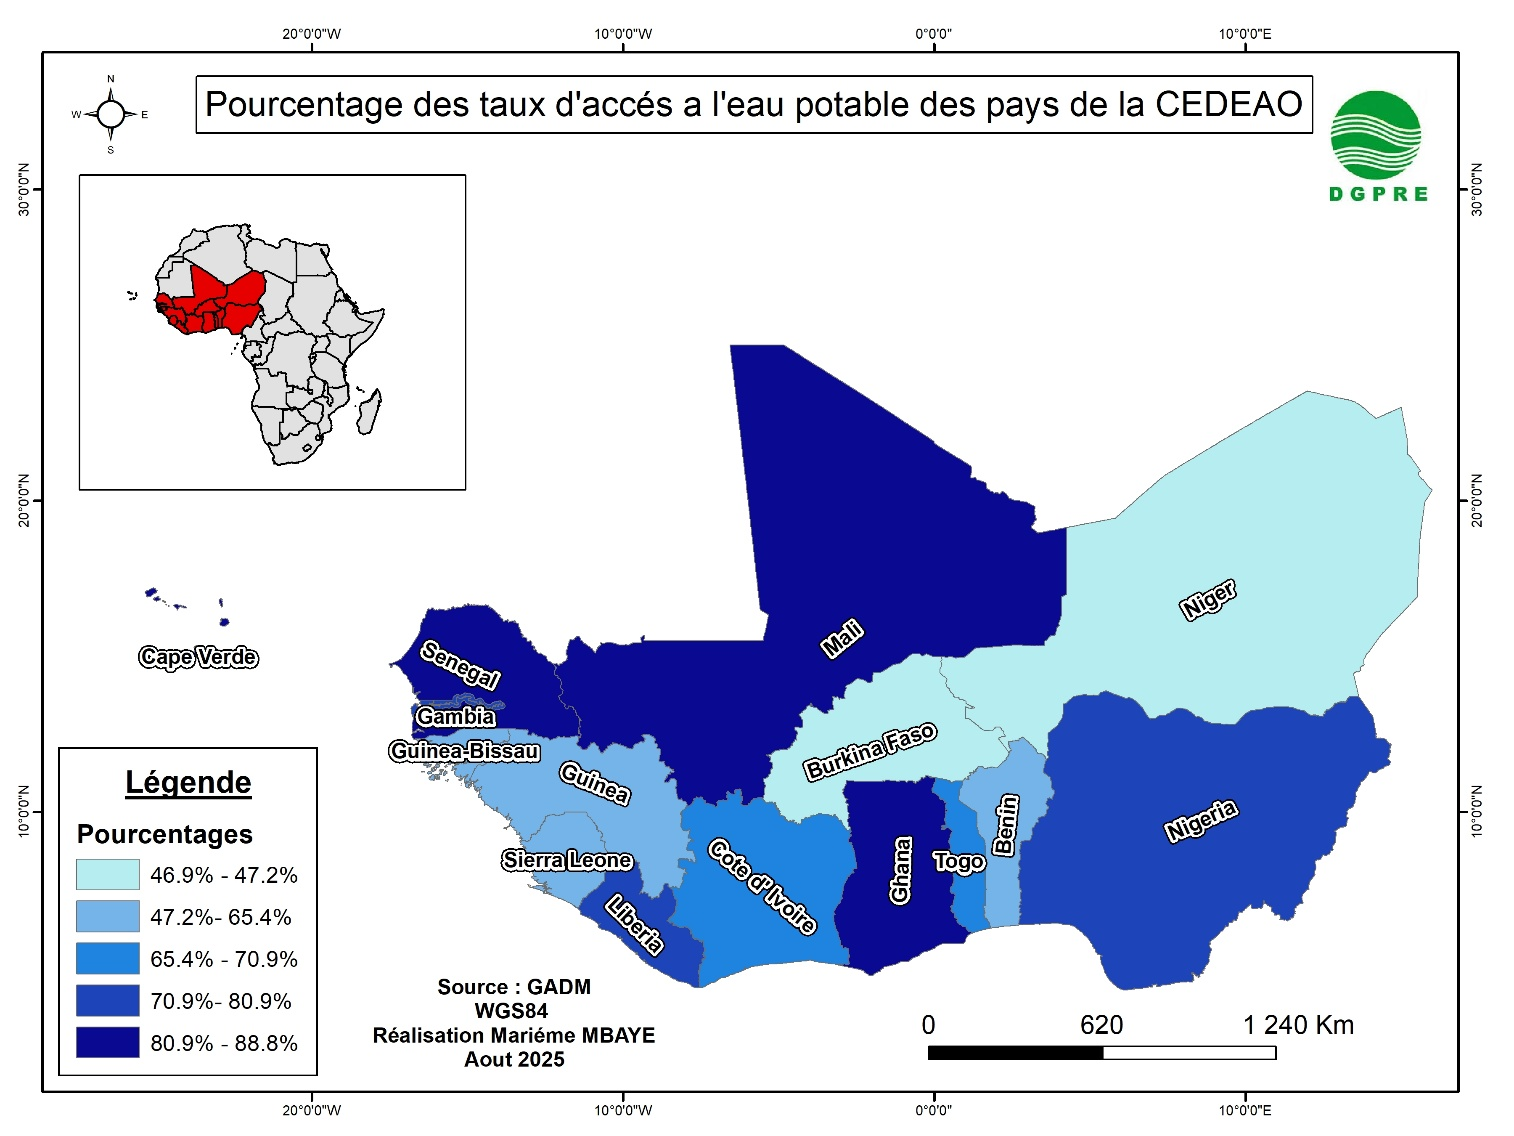 20°0'0"W 10°0'0"W 0°0'0" 10°0'0"E
N
W E
S
Pourcentage des taux d'accés a l'eau potable des pays de la CEDEAO
DGPRE
30°0'0"N 30°0'0"N
20°0'0"N 20°0'0"N
10°0'0"N 10°0'0"N
Niger
Mali
Cape Verde
Senegal
Gambia
Burkina Faso
Guinea-Bissau
Guinea
Benin
Nigeria
Sierra Leone
Togo
Ghana
Cote d'Ivoire
Liberia
Légende
Pourcentages
46.9% - 47.2%
47.2%- 65.4%
65.4% - 70.9%
70.9%- 80.9%
80.9% - 88.8%
Source : GADM
WGS84
Réalisation Mariéme MBAYE
Aout 2025
0 620 1 240 Km
20°0'0"W 10°0'0"W 0°0'0" 10°0'0"E